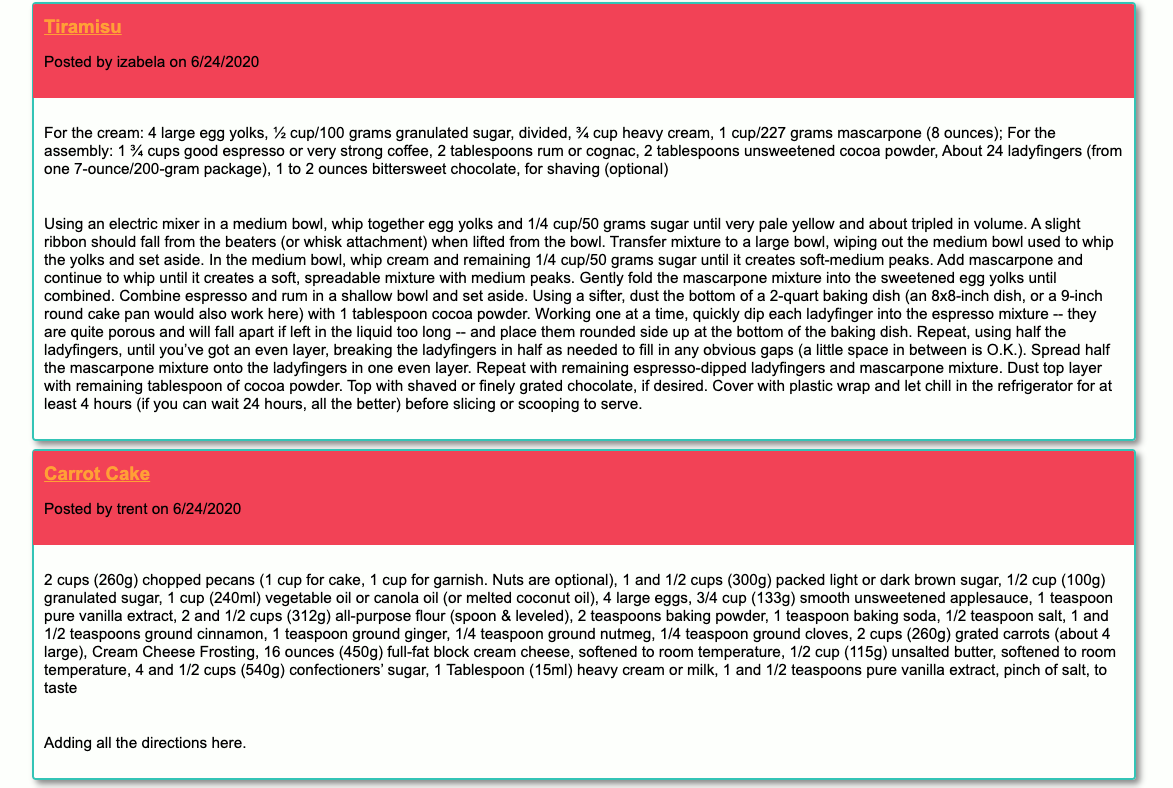 Tiramisu
Posted by izabela on 6/24/2020
For the cream: 4 large egg yolks, ½ cup/100 grams granulated sugar, divided, ¾ cup heavy cream, 1 cup/227 grams mascarpone (8 ounces); For the
assembly: 1 ¾ cups good espresso or very strong coffee, 2 tablespoons rum or cognac, 2 tablespoons unsweetened cocoa powder, About 24 ladyfingers (from
one 7-ounce/200-gram package), 1 to 2 ounces bittersweet chocolate, for shaving (optional)
Using an electric mixer in a medium bowl, whip together egg yolks and 1/4 cup/50 grams sugar until very pale yellow and about tripled in volume. A slight
ribbon should fall from the beaters (or whisk attachment) when lifted from the bowl. Transfer mixture to a large bowl, wiping out the medium bowl used to whip
the yolks and set aside. In the medium bowl, whip cream and remaining 1/4 cup/50 grams sugar until it creates soft-medium peaks. Add mascarpone and
continue to whip until it creates a soft, spreadable mixture with medium peaks. Gently fold the mascarpone mixture into the sweetened egg yolks until
combined. Combine espresso and rum in a shallow bowl and set aside. Using a sifter, dust the bottom of a 2-quart baking dish (an 8x8-inch dish, or a 9-inch
round cake pan would also work here) with 1 tablespoon cocoa powder. Working one at a time, quickly dip each ladyfinger into the espresso mixture -- they
are quite porous and will fall apart if left in the liquid too long -- and place them rounded side up at the bottom of the baking dish. Repeat, using half the
ladyfingers, until you’ve got an even layer, breaking the ladyfingers in half as needed to fill in any obvious gaps (a little space in between is O.K.). Spread half
the mascarpone mixture onto the ladyfingers in one even layer. Repeat with remaining espresso-dipped ladyfingers and mascarpone mixture. Dust top layer
with remaining tablespoon of cocoa powder. Top with shaved or finely grated chocolate, if desired. Cover with plastic wrap and let chill in the refrigerator for at
least 4 hours (if you can wait 24 hours, all the better) before slicing or scooping to serve.
Carrot Cake
Posted by trent on 6/24/2020
2 cups (260g) chopped pecans (1 cup for cake, 1 cup for garnish. Nuts are optional), 1 and 1/2 cups (300g) packed light or dark brown sugar, 1/2 cup (100g)
granulated sugar, 1 cup (240ml) vegetable oil or canola oil (or melted coconut oil), 4 large eggs, 3/4 cup (133g) smooth unsweetened applesauce, 1 teaspoon
pure vanilla extract, 2 and 1/2 cups (312g) all-purpose flour (spoon & leveled), 2 teaspoons baking powder, 1 teaspoon baking soda, 1/2 teaspoon salt, 1 and
1/2 teaspoons ground cinnamon, 1 teaspoon ground ginger, 1/4 teaspoon ground nutmeg, 1/4 teaspoon ground cloves, 2 cups (260g) grated carrots (about 4
large), Cream Cheese Frosting, 16 ounces (450g) full-fat block cream cheese, softened to room temperature, 1/2 cup (115g) unsalted butter, softened to room
temperature, 4 and 1/2 cups (540g) confectioners’ sugar, 1 Tablespoon (15ml) heavy cream or milk, 1 and 1/2 teaspoons pure vanilla extract, pinch of salt, to
taste
Adding all the directions here.